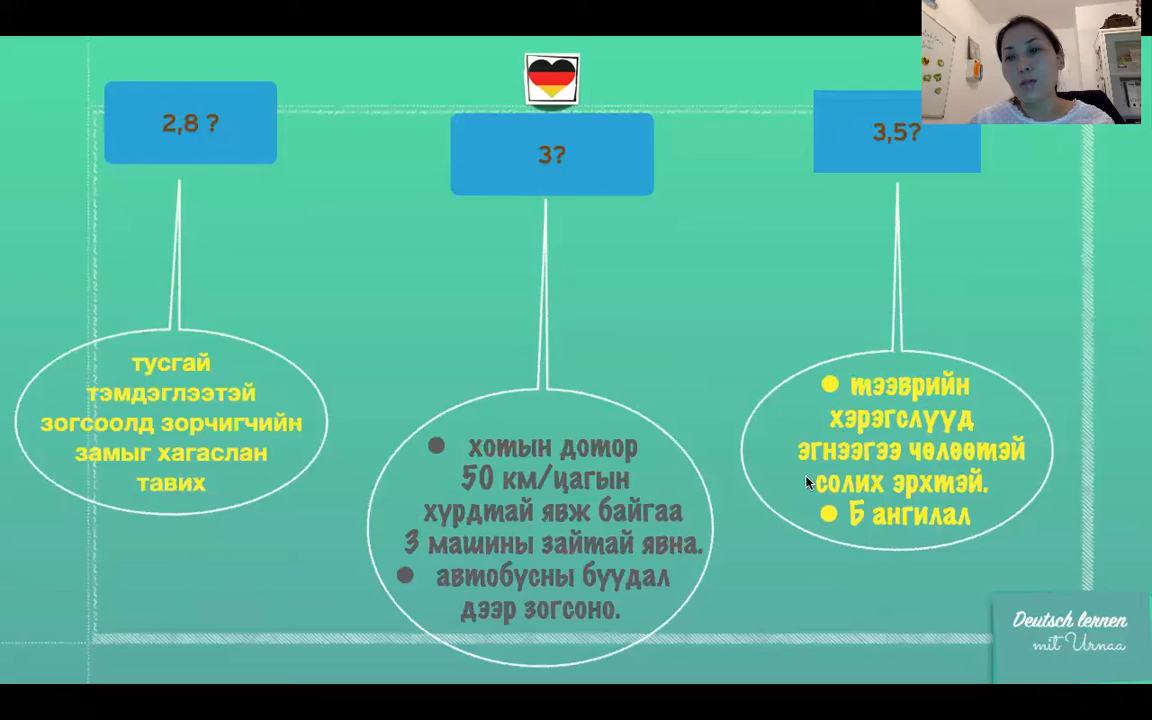 2,8 ?
3?
3,5?
тусгай
тэмдэглээтэй
зогсоолд зорчигчийн
замыг хагаслан
тавих
● хотын дотор
50 км/цагын
хүрдтай явж байгаа
3 машины зайтай явна.
● автобусны буудал
дээр зогсоно.
● тээврийн
хэрэгслүүд
эгнээгээ чөлөөтэй
солих эрхтэй.
● Б ангилал
Deutsch lernen
mit Urnaa